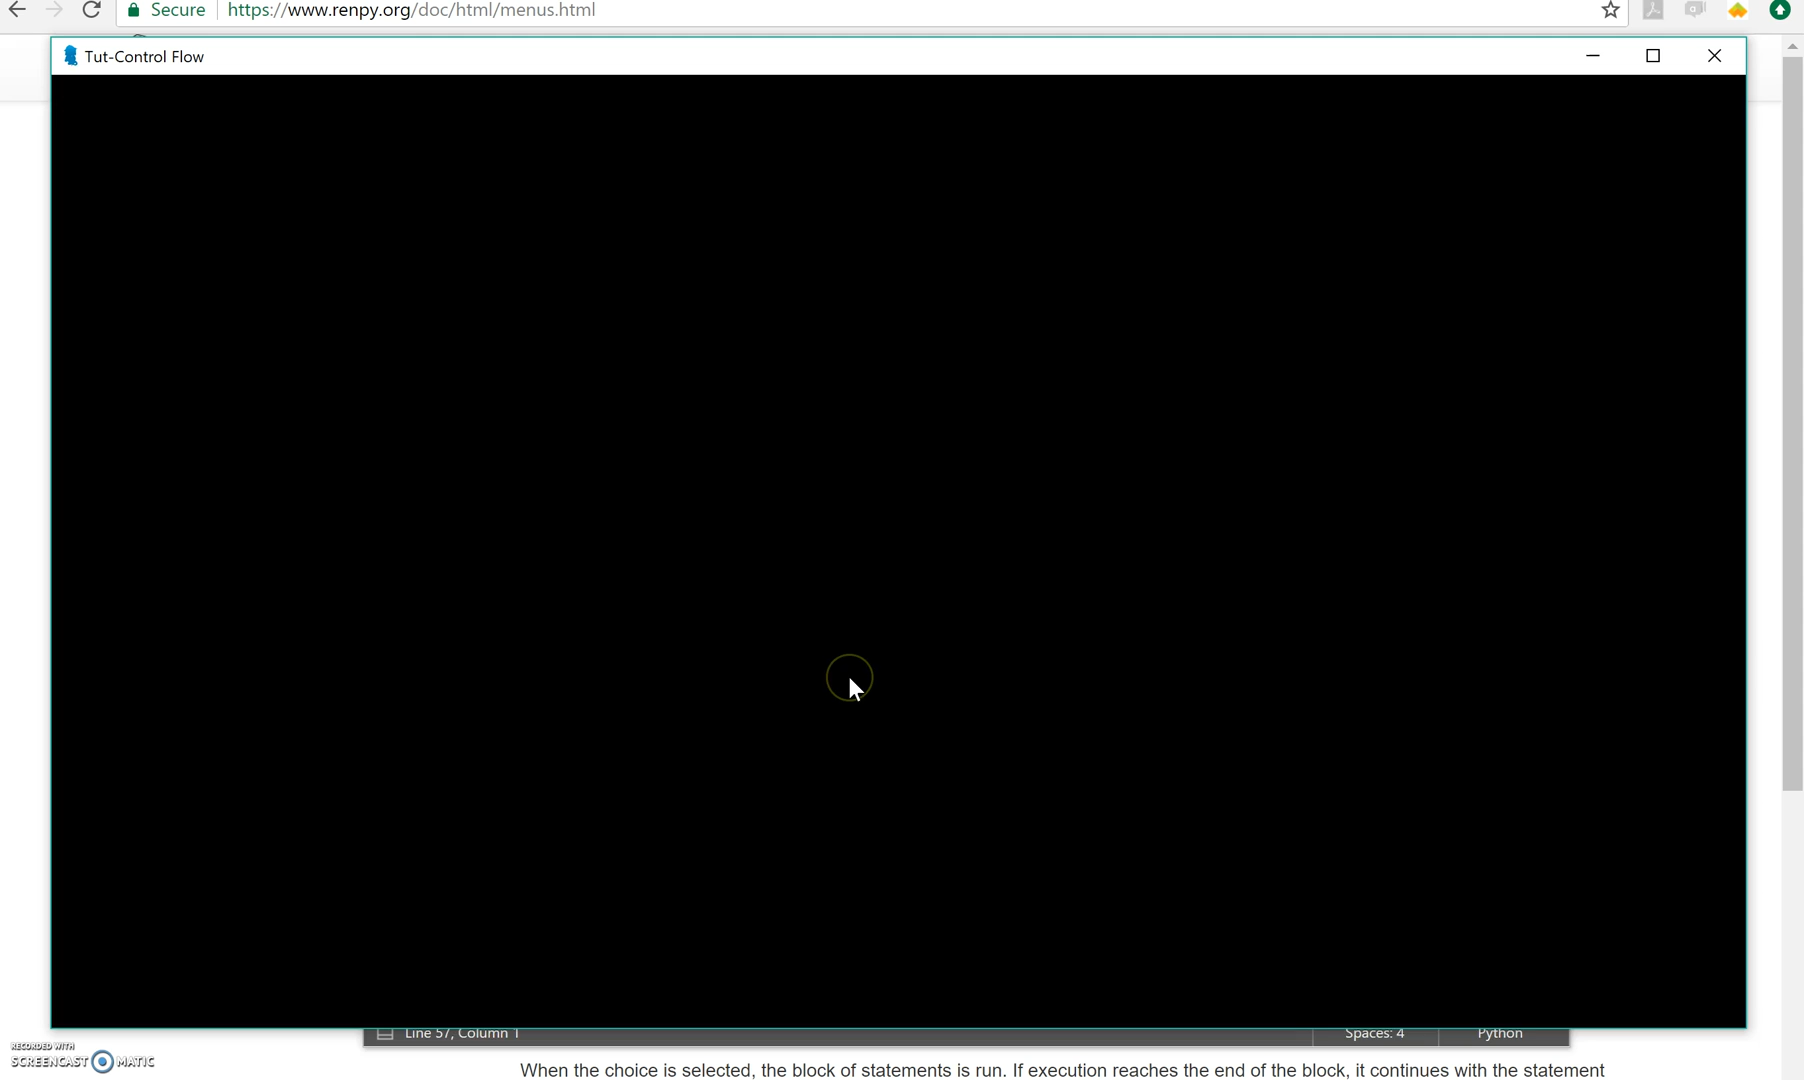 Secure https://www.renpy.org/doc/html/menus.html
Tut-Control Flow
Line 57, Column 1 Spaces: 4 Python
RECORDED WITH
SCREENCAST MATIC
When the choice is selected, the block of statements is run. If execution reaches the end of the block, it continues with the statement